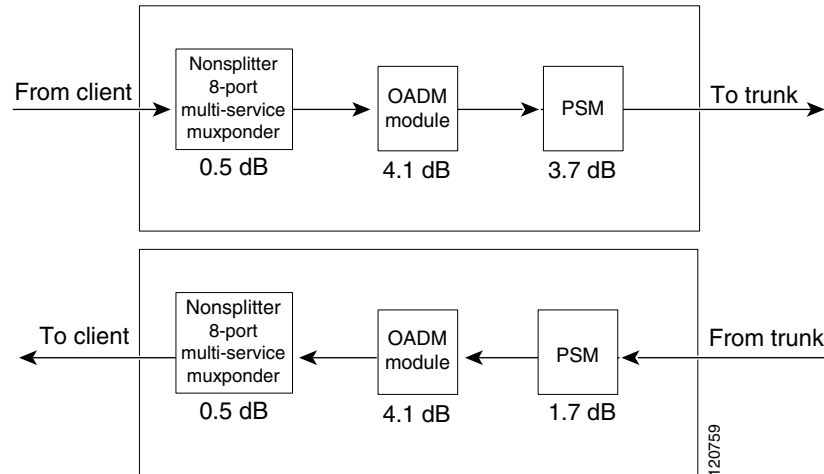 From client
Nonsplitter
8-port
multi-service
muxponder
0.5 dB
OADM
module
4.1 dB
PSM
3.7 dB
To trunk
To client
Nonsplitter
8-port
multi-service
muxponder
0.5 dB
OADM
module
4.1 dB
PSM
1.7 dB
From trunk
120759